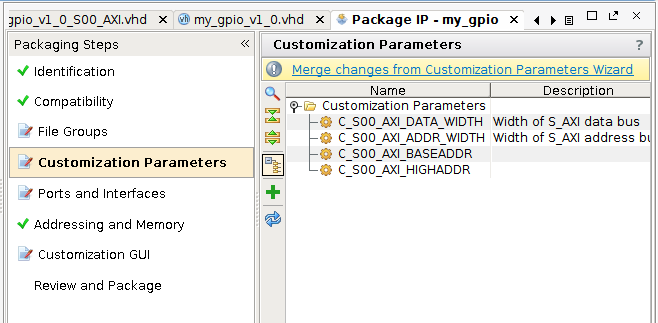 gpio_v1_0_S00_AXI.vhd
my_gpio_v1_0.vhd
Package IP - my_gpio
Packaging Steps
Identification
Compatibility
File Groups
Customization Parameters
Ports and Interfaces
Addressing and Memory
Customization GUI
Review and Package
Customization Parameters
?
Merge changes from Customization Parameters Wizard
Name Description
Customization Parameters
C_S00_AXI_DATA_WIDTH Width of S_AXI data bus
C_S00_AXI_ADDR_WIDTH Width of S_AXI address bu
C_S00_AXI_BASEADDR
C_S00_AXI_HIGHADDR